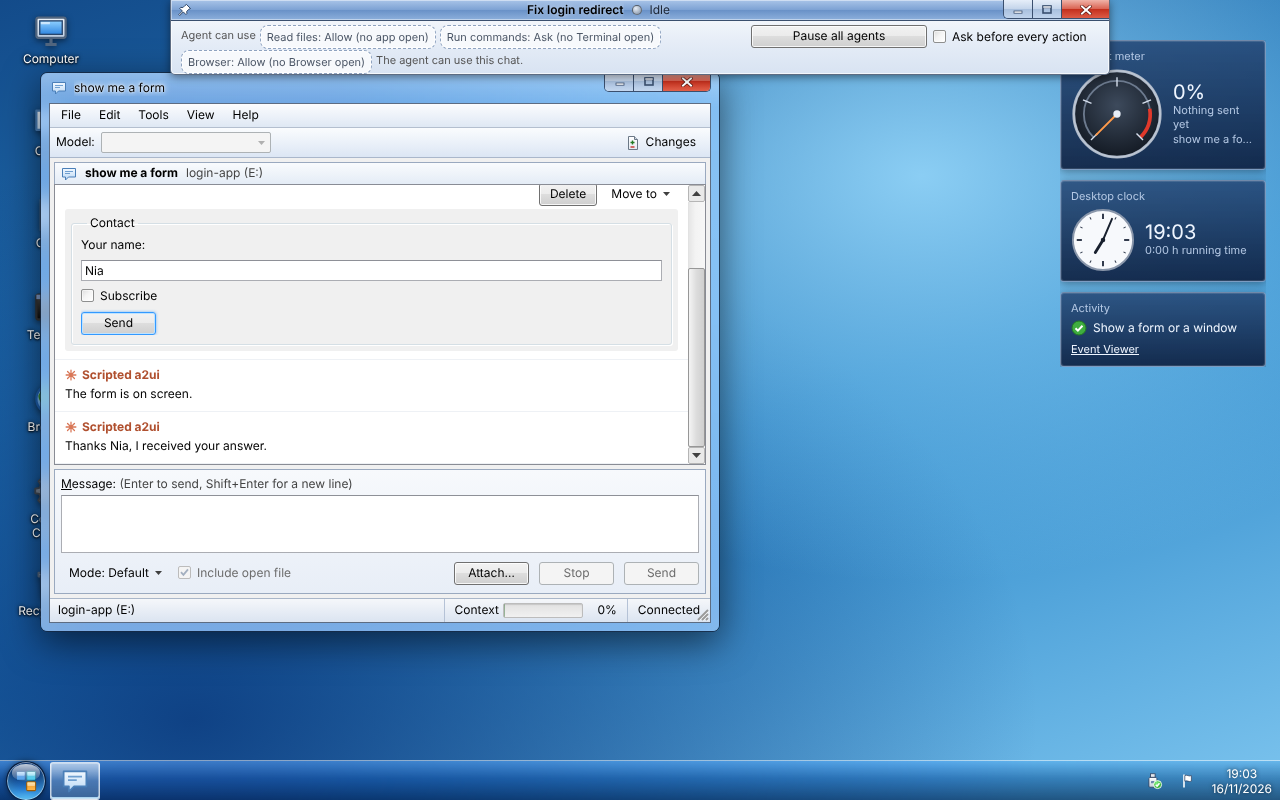 Fix login redirect Idle
Agent can use Read files: Allow (no app open) Run commands: Ask (no Terminal open)
Browser: Allow (no Browser open) The agent can use this chat.
Pause all agents Ask before every action
Computer
show me a form
File Edit Tools View Help
Model: Changes
show me a form login-app (E:)
Delete Move to
Contact
Your name:
Nia
Subscribe
Send
Scripted a2ui
The form is on screen.
Scripted a2ui
Thanks Nia, I received your answer.
Message: (Enter to send, Shift+Enter for a new line)
Mode: Default Include open file Attach... Stop Send
login-app (E:) Context 0% Connected
meter
0%
Nothing sent
yet
show me a fo...
Desktop clock
19:03
0:00 h running time
Activity
Show a form or a window
Event Viewer
19:03
16/11/2026